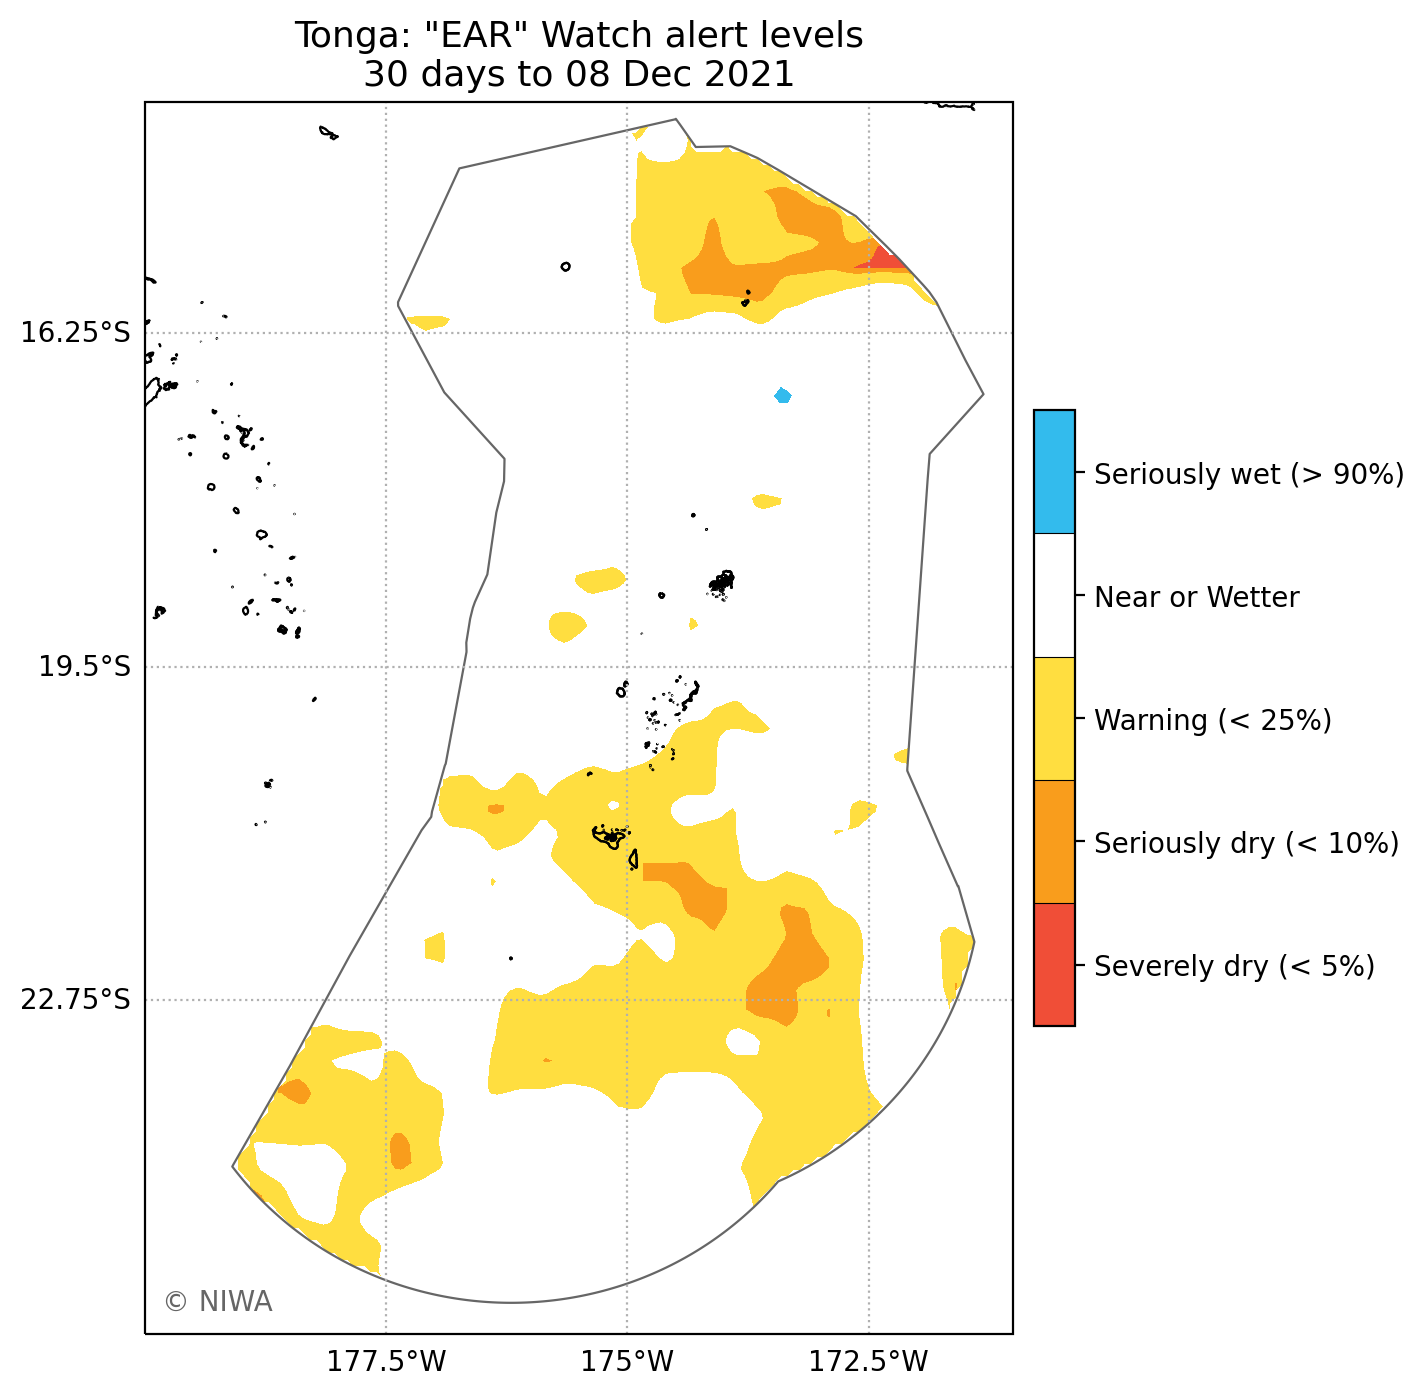 Tonga: "EAR" Watch alert levels
30 days to 08 Dec 2021
16.25°S
19.5°S
22.75°S
177.5°W
175°W
172.5°W
Seriously wet (> 90%)
Near or Wetter
Warning (< 25%)
Seriously dry (< 10%)
Severely dry (< 5%)
© NIWA